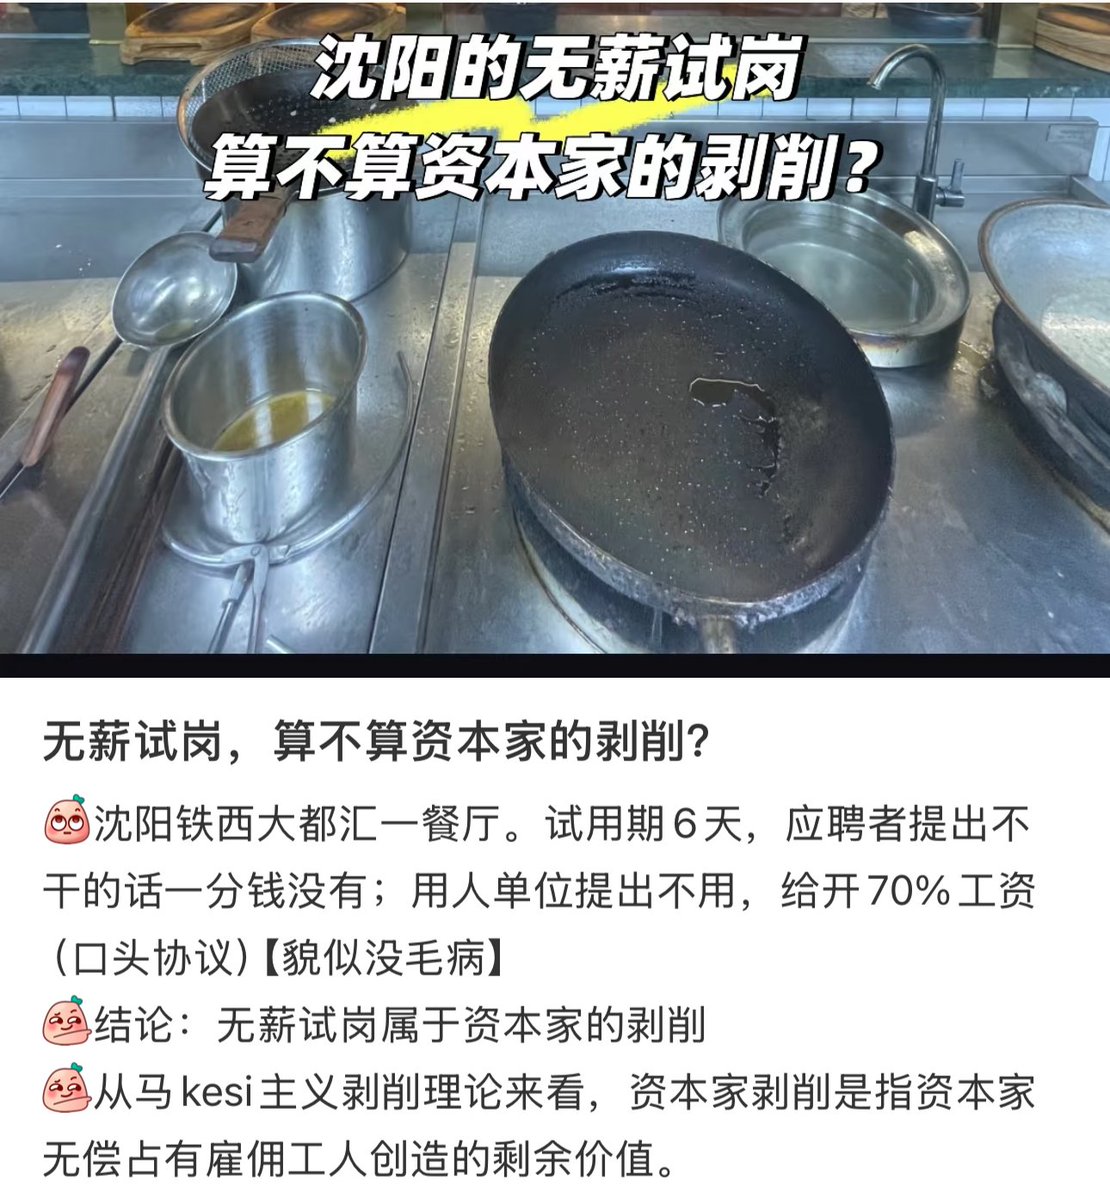 沈阳的无薪试岗
算不算资本家的剥削？
无薪试岗，算不算资本家的剥削?
沈阳铁西大都汇一餐厅。试用期6天，应聘者提出不
干的话一分钱没有；用人单位提出不用，给开70%工资
（口头协议）【貌似没毛病】
结论：无薪试岗属于资本家的剥削
从马kesi主义剥削理论来看，资本家剥削是指资本家
无偿占有雇佣工人创造的剩余价值。